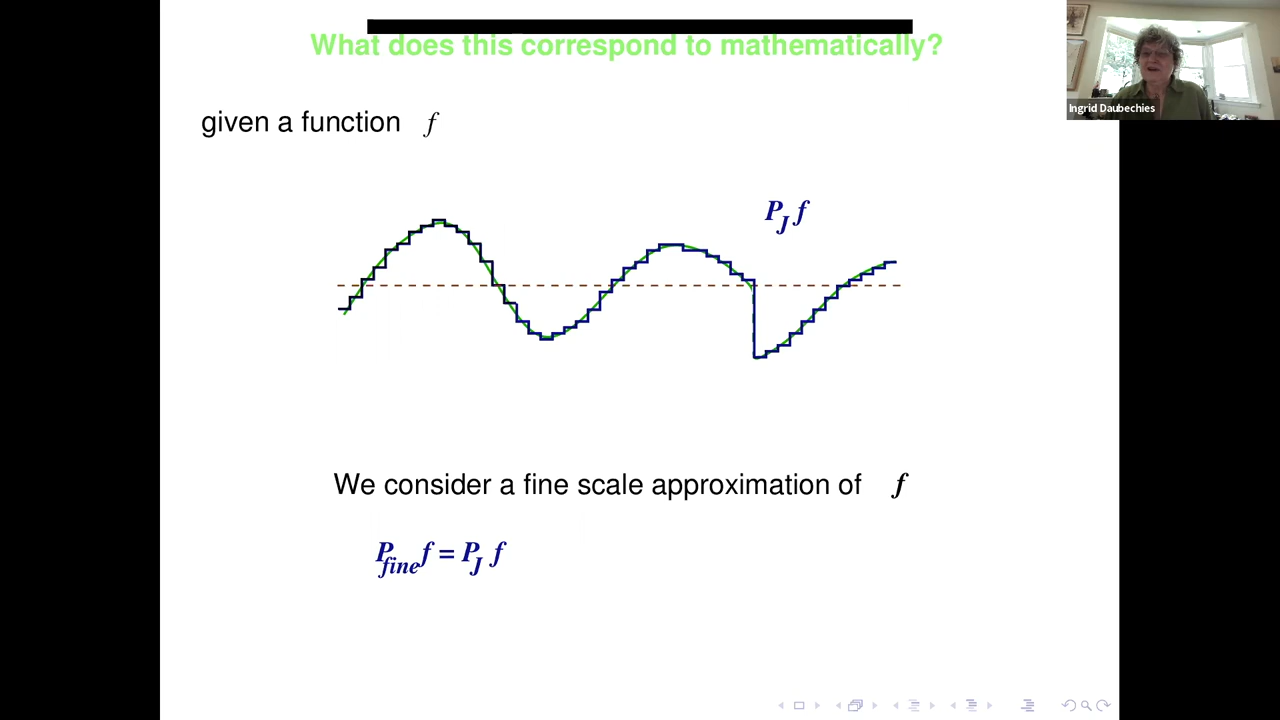 What does this correspond to mathematically?
Ingrid Daubechies
given a function f
P_J f
We consider a fine scale approximation of f
P_fine f = P_J f